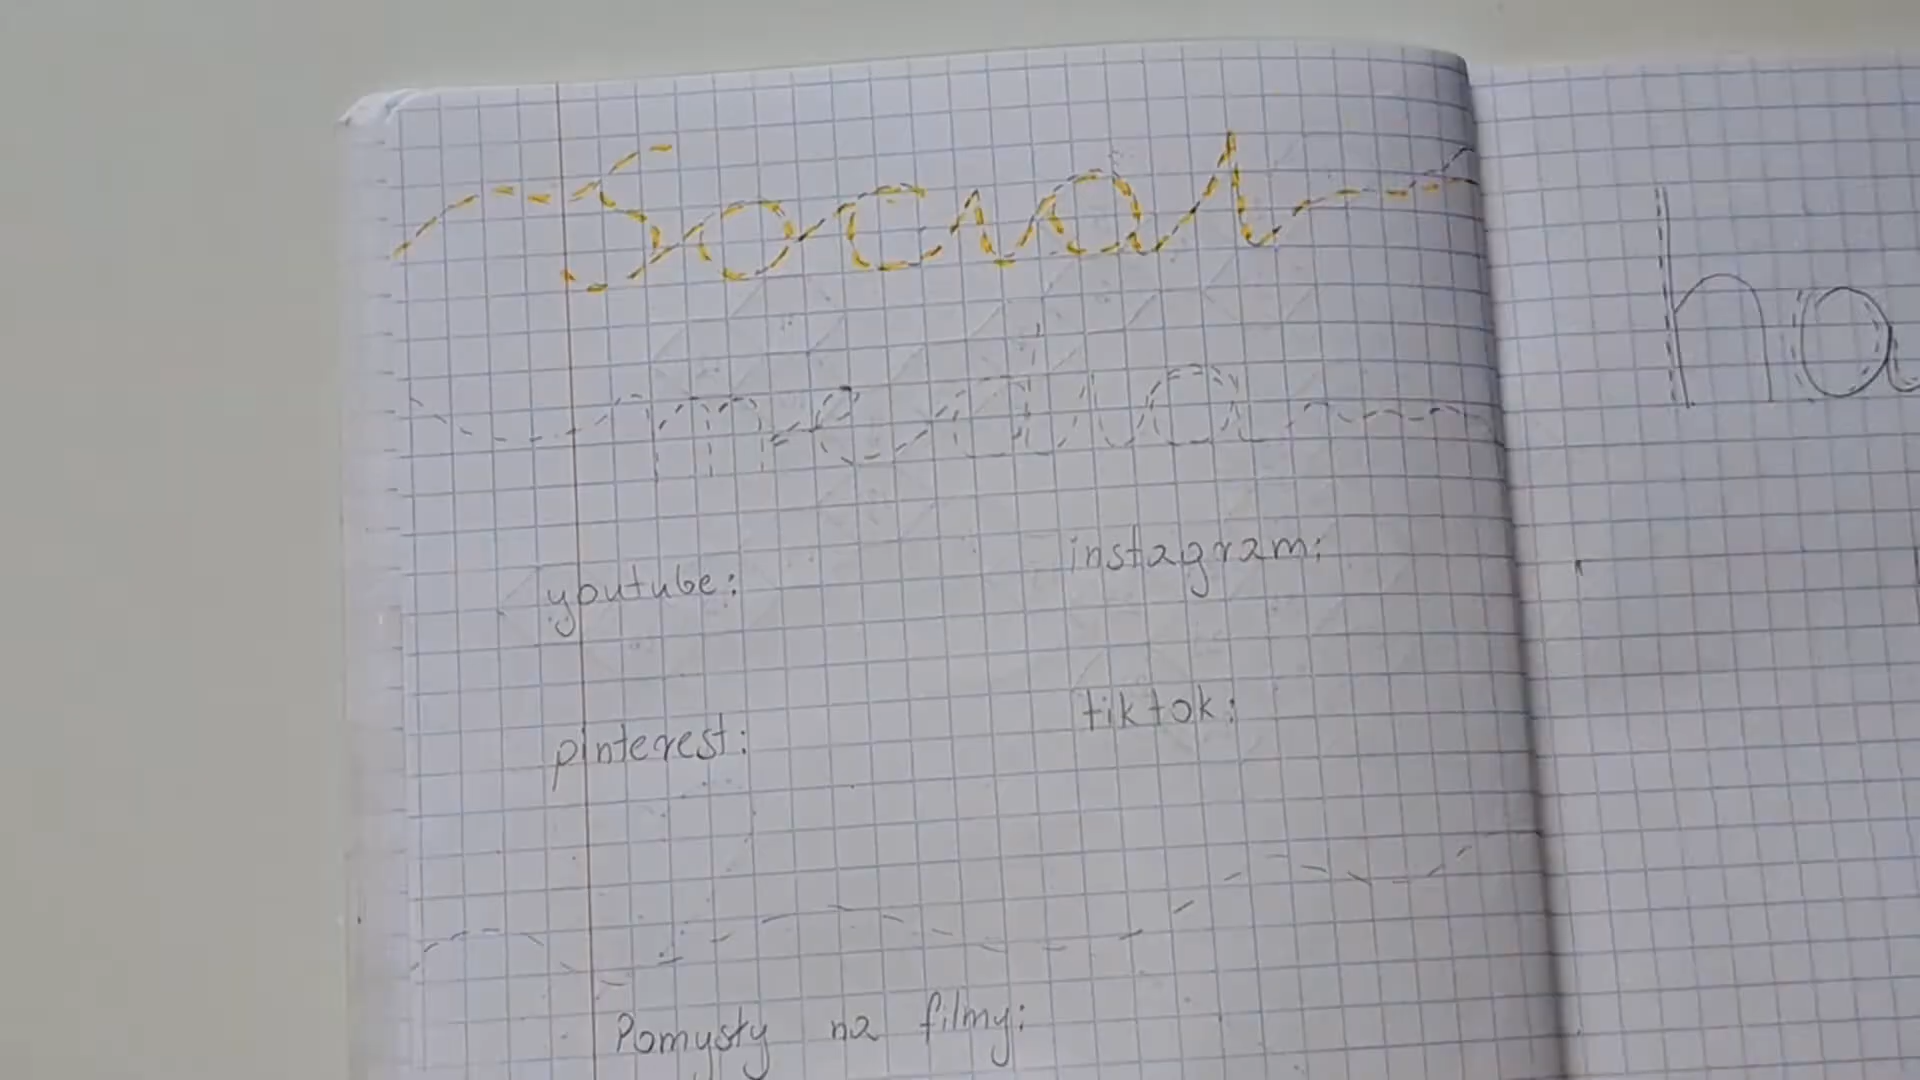 Social
media
youtube: instagram:
pinterest: tiktok:
Pomysły na filmy: